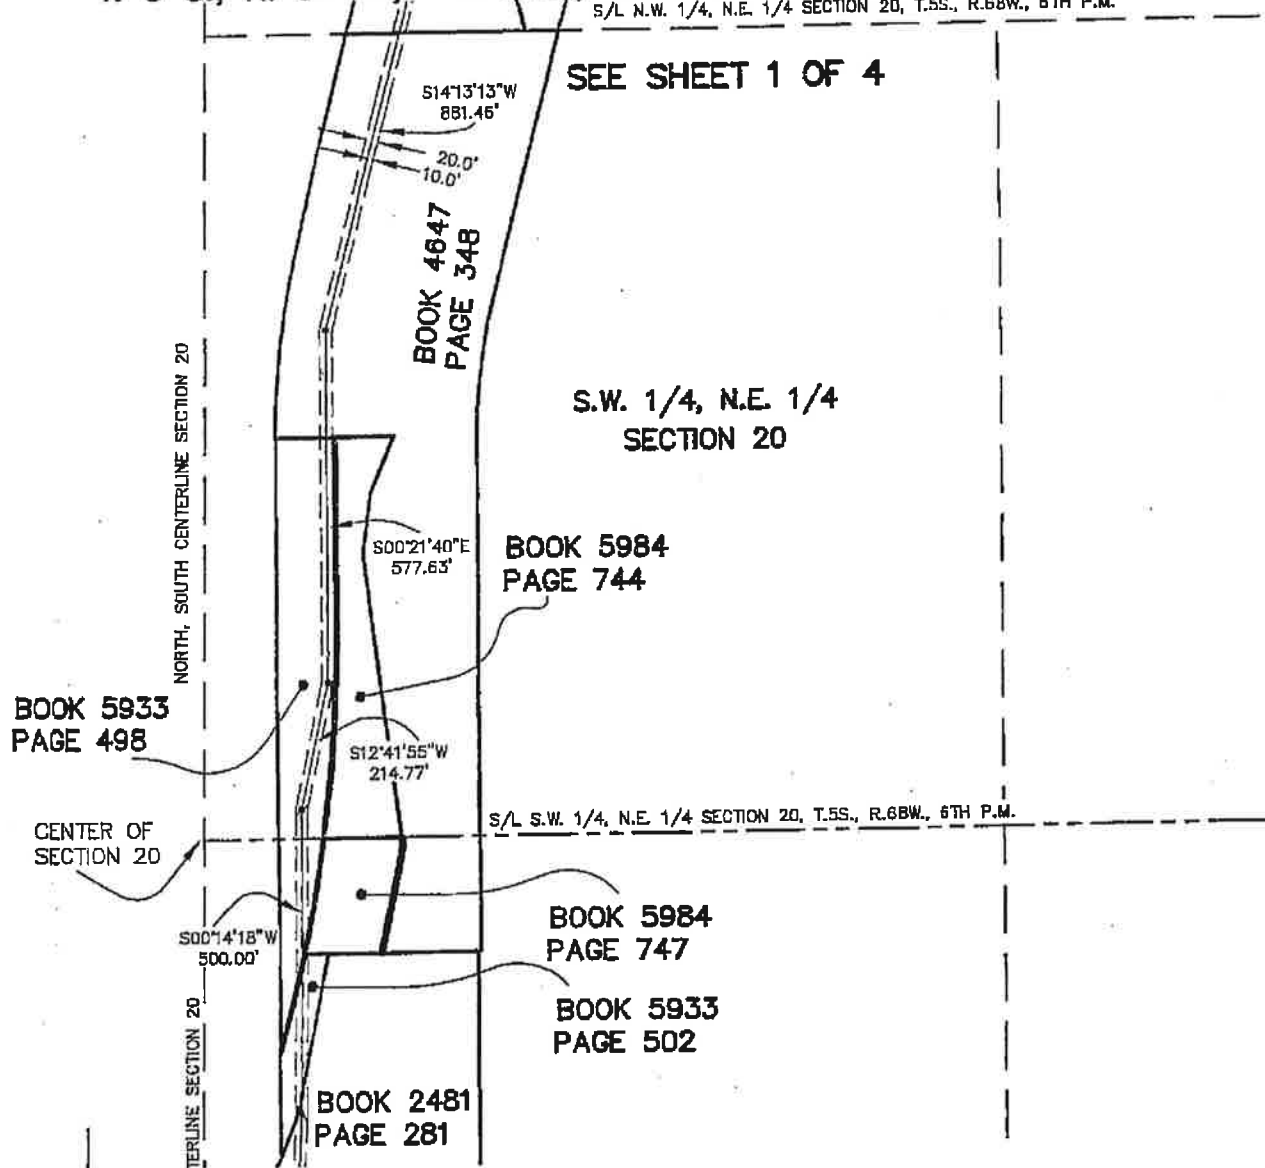 S/L N.W. 1/4, N.E. 1/4 SECTION 20, T.5S., R.68W., 6TH P.M.
SEE SHEET 1 OF 4
S14°13'13"W
881.46'
20.0'
10.0'
BOOK 4647
PAGE 348
NORTH, SOUTH CENTERLINE SECTION 20
S.W. 1/4, N.E. 1/4
SECTION 20
S00°21'40"E
577.63'
BOOK 5984
PAGE 744
BOOK 5933
PAGE 498
S12°41'55"W
214.77'
S/L S.W. 1/4, N.E. 1/4 SECTION 20, T.5S., R.68W., 6TH P.M.
CENTER OF
SECTION 20
S00°14'18"W
500.00'
BOOK 5984
PAGE 747
BOOK 5933
PAGE 502
TERLINE SECTION 20
BOOK 2481
PAGE 281